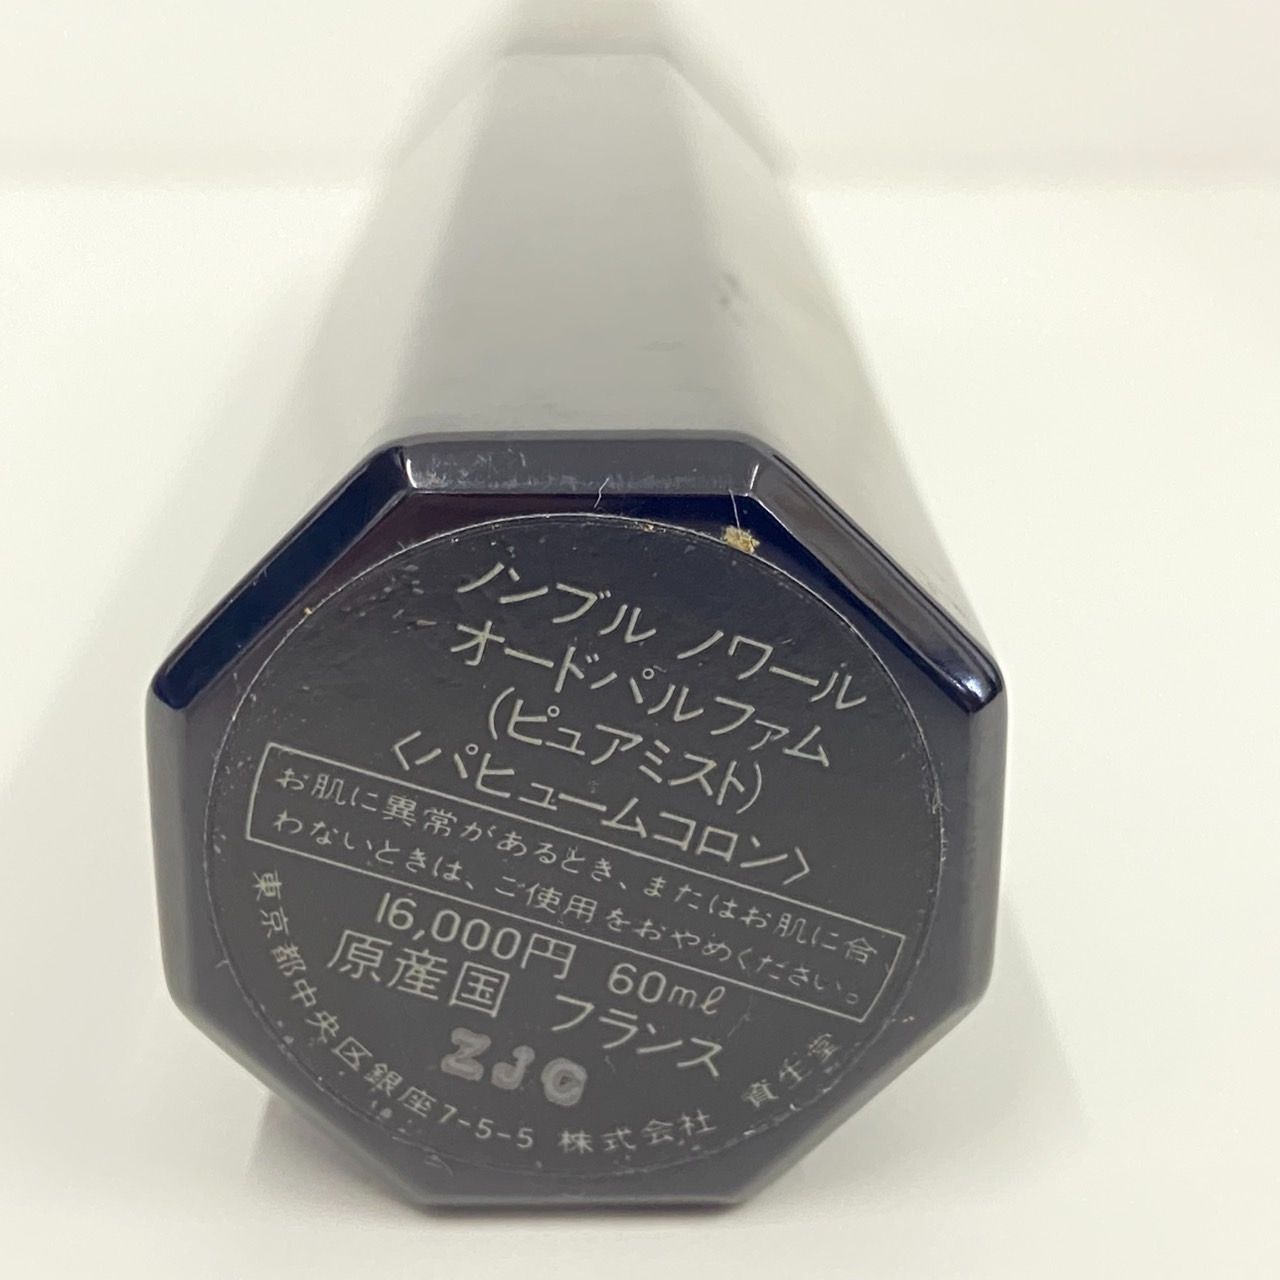 ノンブル ノワール
オードパルファム
(ピュアミスト)
〈パヒュームコロン〉
お肌に異常があるとき、またはお肌に合
わないときは、ご使用をおやめください。
16,000円 60ml
原産国 フランス
ZJO
東京都中央区銀座7-5-5 株式会社 資生堂